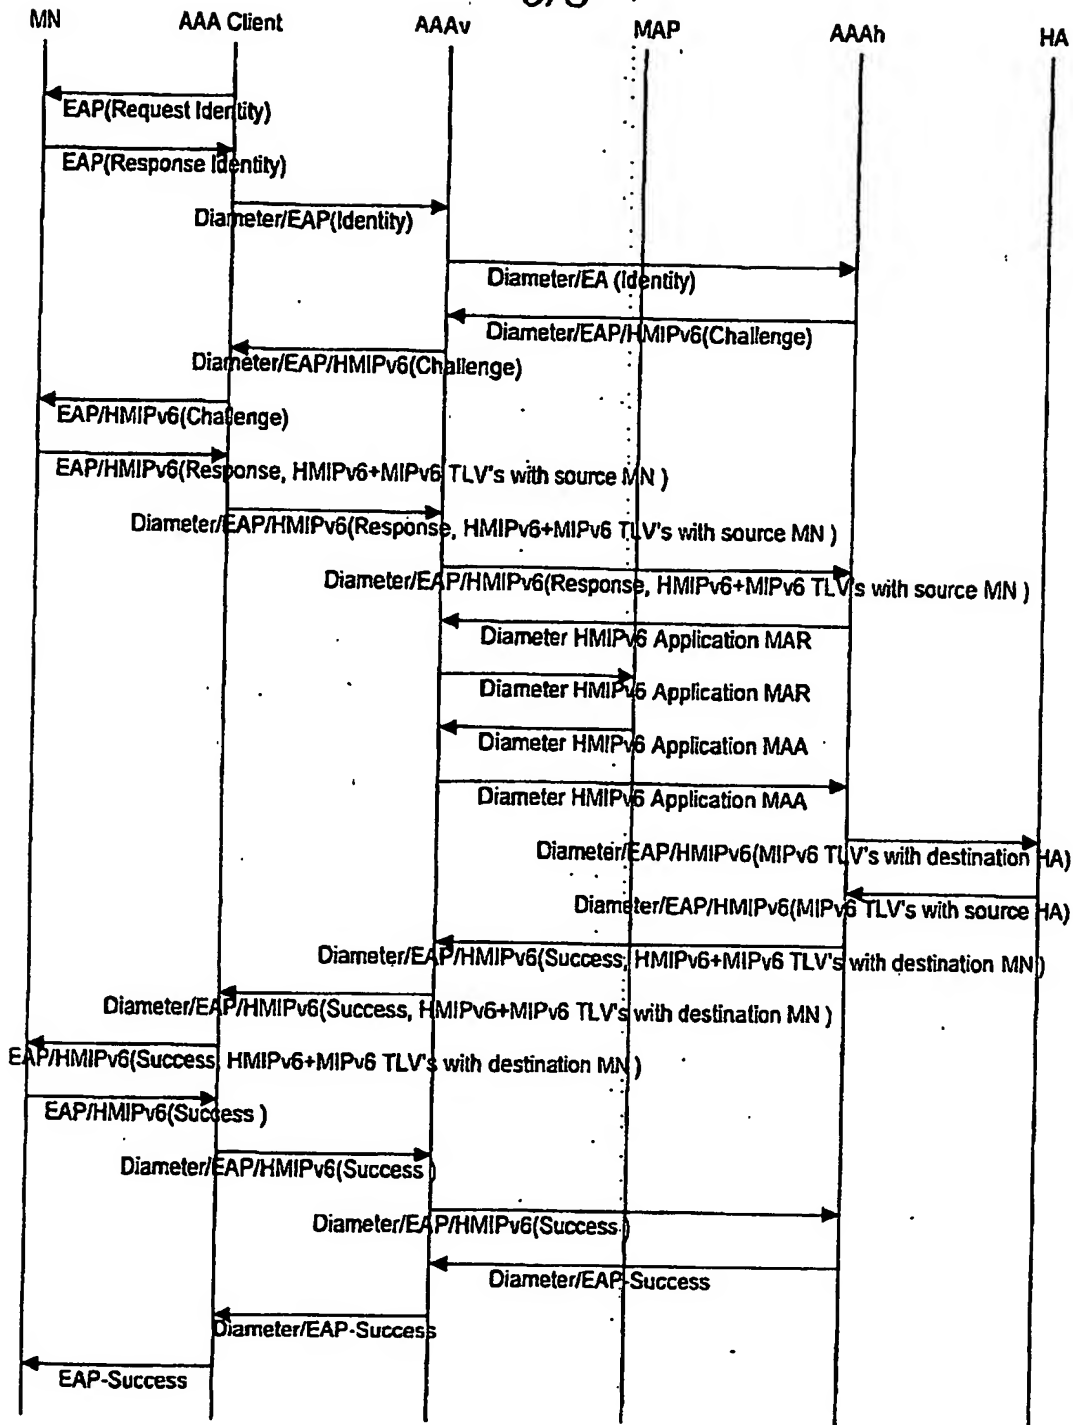 MN
AAA Client
AAAv
MAP
AAAh
HA
EAP(Request Identity)
EAP(Response Identity)
Diameter/EAP(Identity)
Diameter/EA (Identity)
Diameter/EAP/HMIPv6(Challenge)
Diameter/EAP/HMIPv6(Challenge)
EAP/HMIPv6(Challenge)
EAP/HMIPv6(Response, HMIPv6+MIPv6 TLV's with source MN )
Diameter/EAP/HMIPv6(Response, HMIPv6+MIPv6 TLV's with source MN )
Diameter/EAP/HMIPv6(Response, HMIPv6+MIPv6 TLV's with source MN )
Diameter HMIPv6 Application MAR
Diameter HMIPv6 Application MAR
Diameter HMIPv6 Application MAA
Diameter HMIPv6 Application MAA
Diameter/EAP/HMIPv6(MIPv6 TLV's with destination HA)
Diameter/EAP/HMIPv6(MIPv6 TLV's with source HA)
Diameter/EAP/HMIPv6(Success, HMIPv6+MIPv6 TLV's with destination MN )
Diameter/EAP/HMIPv6(Success, HMIPv6+MIPv6 TLV's with destination MN )
EAP/HMIPv6(Success HMIPv6+MIPv6 TLV's with destination MN )
EAP/HMIPv6(Success )
Diameter/EAP/HMIPv6(Success )
Diameter/EAP/HMIPv6(Success )
Diameter/EAP-Success
Diameter/EAP-Success
EAP-Success